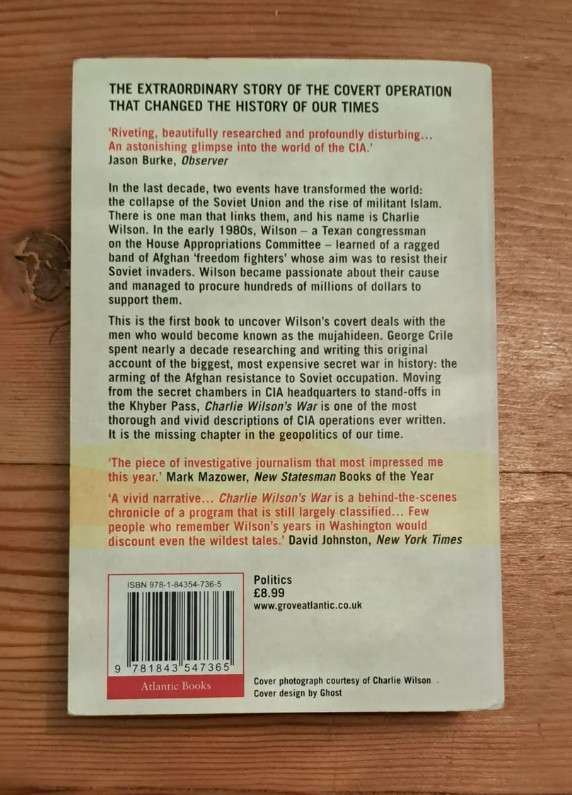 THE EXTRAORDINARY STORY OF THE COVERT OPERATION
THAT CHANGED THE HISTORY OF OUR TIMES
‘Riveting, beautifully researched and profoundly disturbing...
An astonishing glimpse into the world of the CIA.’
Jason Burke, Observer
In the last decade, two events have transformed the world:
the collapse of the Soviet Union and the rise of militant Islam.
There is one man that links them, and his name is Charlie
Wilson. In the early 1980s, Wilson – a Texan congressman
on the House Appropriations Committee – learned of a ragged
band of Afghan ‘freedom fighters’ whose aim was to resist their
Soviet invaders. Wilson became passionate about their cause
and managed to procure hundreds of millions of dollars to
support them.
This is the first book to uncover Wilson's covert deals with the
men who would become known as the mujahideen. George Crile
spent nearly a decade researching and writing this original
account of the biggest, most expensive secret war in history: the
arming of the Afghan resistance to Soviet occupation. Moving
from the secret chambers in CIA headquarters to stand-offs in
the Khyber Pass, Charlie Wilson's War is one of the most
thorough and vivid descriptions of CIA operations ever written.
It is the missing chapter in the geopolitics of our time.
‘The piece of investigative journalism that most impressed me
this year.’ Mark Mazower, New Statesman Books of the Year
‘A vivid narrative... Charlie Wilson's War is a behind-the-scenes
chronicle of a program that is still largely classified... Few
people who remember Wilson's years in Washington would
discount even the wildest tales.’ David Johnston, New York Times
ISBN 978-1-84354-736-5
9 781843 547365
Atlantic Books
Politics
£8.99
www.groveatlantic.co.uk
Cover photograph courtesy of Charlie Wilson
Cover design by Ghost